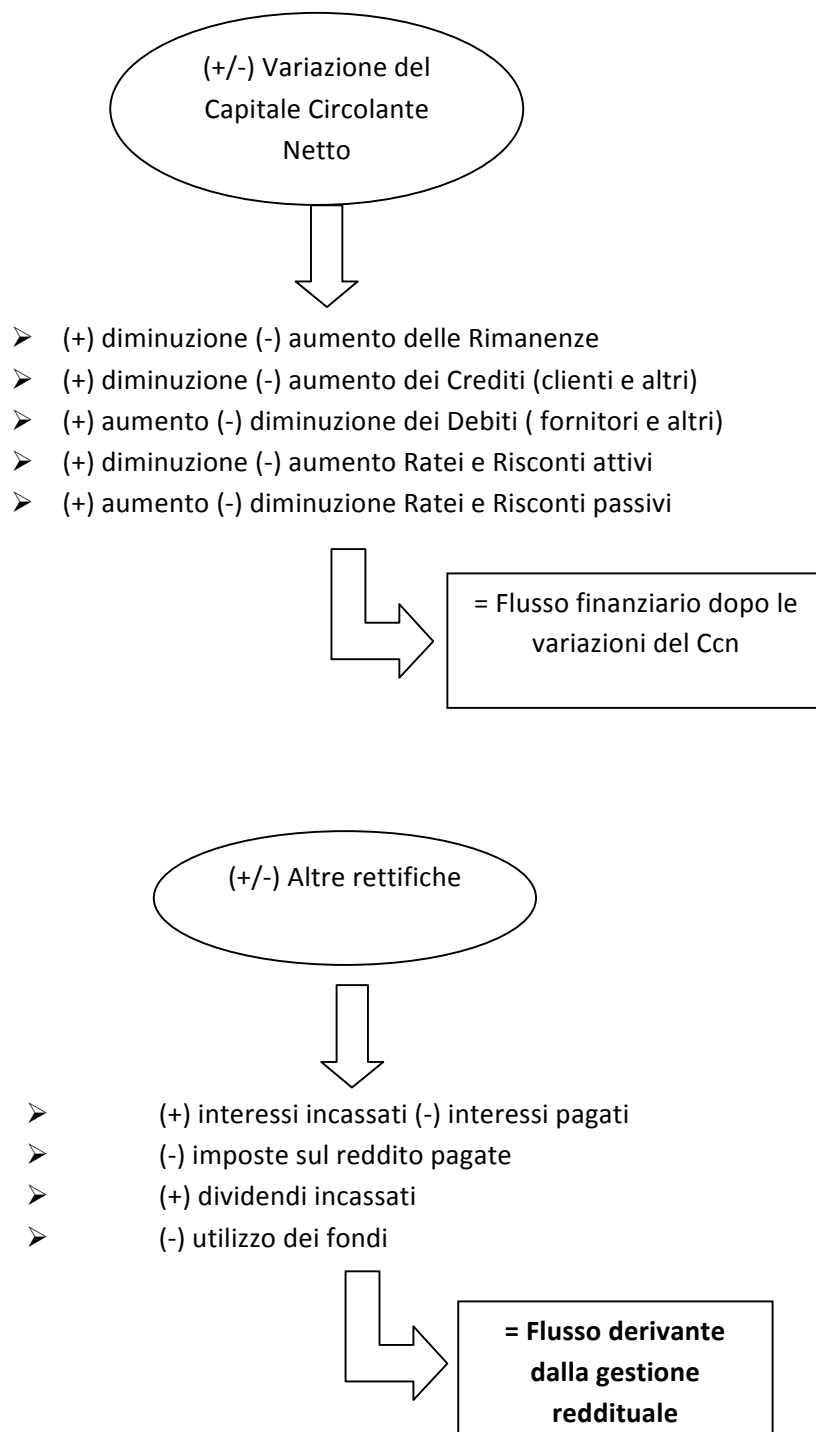 (+/-) Variazione del
Capitale Circolante
Netto
➢ (+) diminuzione (-) aumento delle Rimanenze
➢ (+) diminuzione (-) aumento dei Crediti (clienti e altri)
➢ (+) aumento (-) diminuzione dei Debiti ( fornitori e altri)
➢ (+) diminuzione (-) aumento Ratei e Risconti attivi
➢ (+) aumento (-) diminuzione Ratei e Risconti passivi
= Flusso finanziario dopo le
variazioni del Ccn
(+/-) Altre rettifiche
➢ (+) interessi incassati (-) interessi pagati
➢ (-) imposte sul reddito pagate
➢ (+) dividendi incassati
➢ (-) utilizzo dei fondi
= Flusso derivante
dalla gestione
reddituale